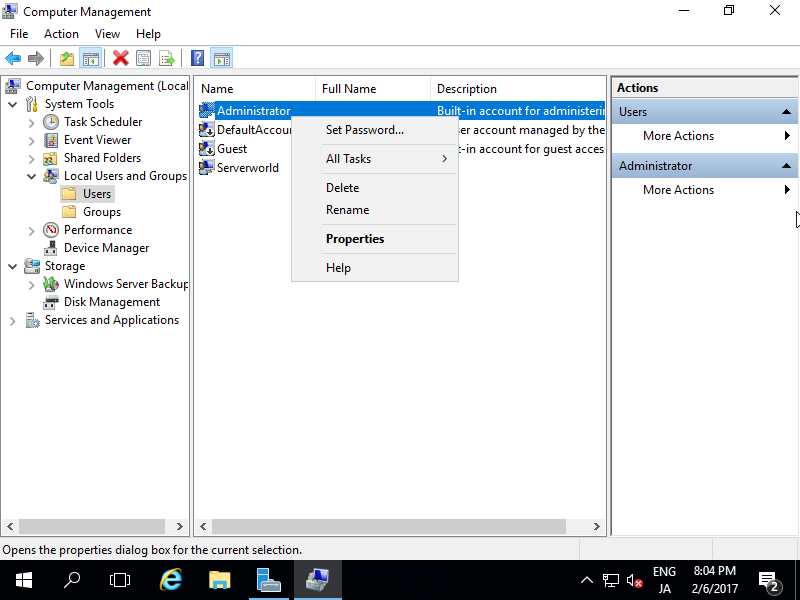 Computer Management
File Action View Help
Computer Management (Local
System Tools
Task Scheduler
Event Viewer
Shared Folders
Local Users and Groups
Users
Groups
Performance
Device Manager
Storage
Windows Server Backup
Disk Management
Services and Applications
Name Full Name Description
Administrator Built-in account for administerin
DefaultAccoun ser account managed by the
Guest t-in account for guest acces
Serverworld
Set Password...
All Tasks
Delete
Rename
Properties
Help
Actions
Users
More Actions
Administrator
More Actions
Opens the properties dialog box for the current selection.
ENG
JA
8:04 PM
2/6/2017
2